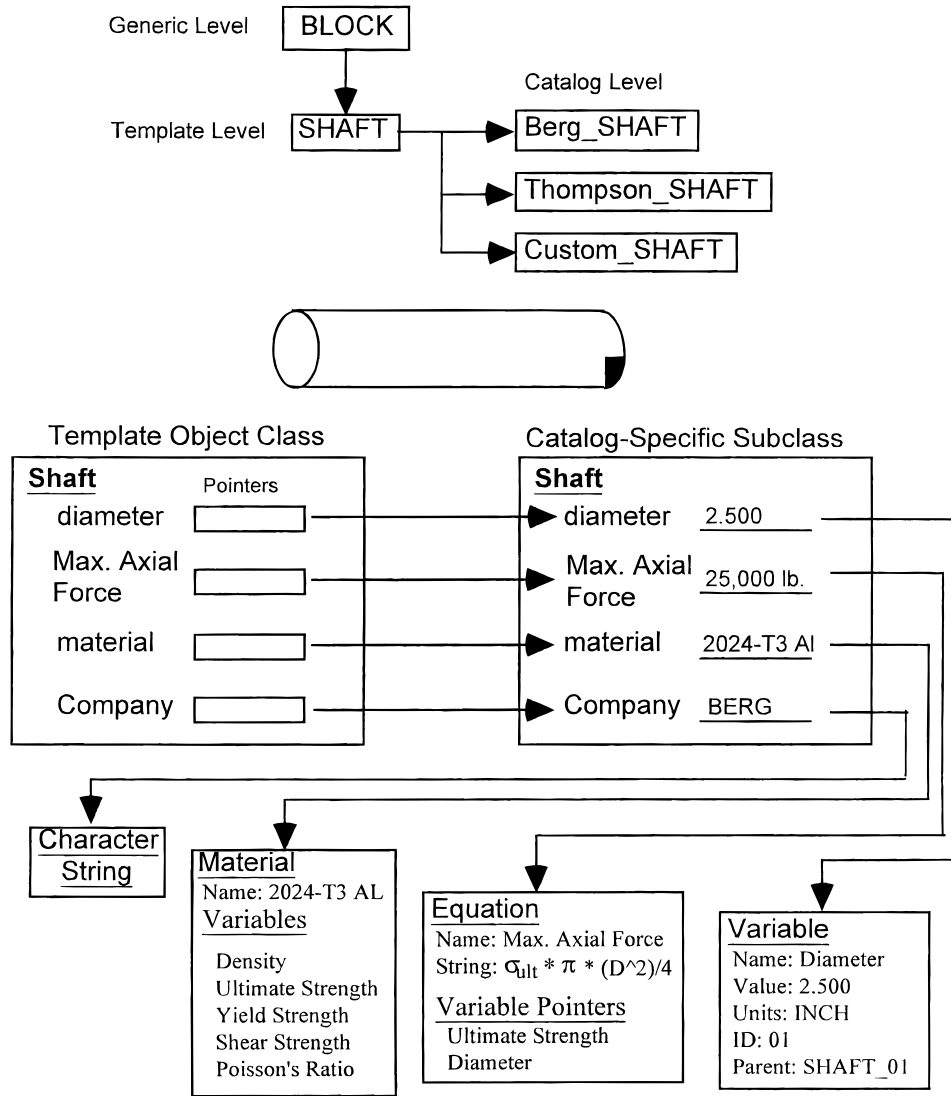 Generic Level
BLOCK
Catalog Level
Template Level
SHAFT
Berg_SHAFT
Thompson_SHAFT
Custom_SHAFT
Template Object Class
Shaft
Pointers
diameter
Max. Axial
Force
material
Company
Catalog-Specific Subclass
Shaft
diameter 2.500
Max. Axial
Force 25,000 lb.
material 2024-T3 Al
Company BERG
Character
String
Material
Name: 2024-T3 AL
Variables
Density
Ultimate Strength
Yield Strength
Shear Strength
Poisson's Ratio
Equation
Name: Max. Axial Force
String: σult * π * (D^2)/4
Variable Pointers
Ultimate Strength
Diameter
Variable
Name: Diameter
Value: 2.500
Units: INCH
ID: 01
Parent: SHAFT_01